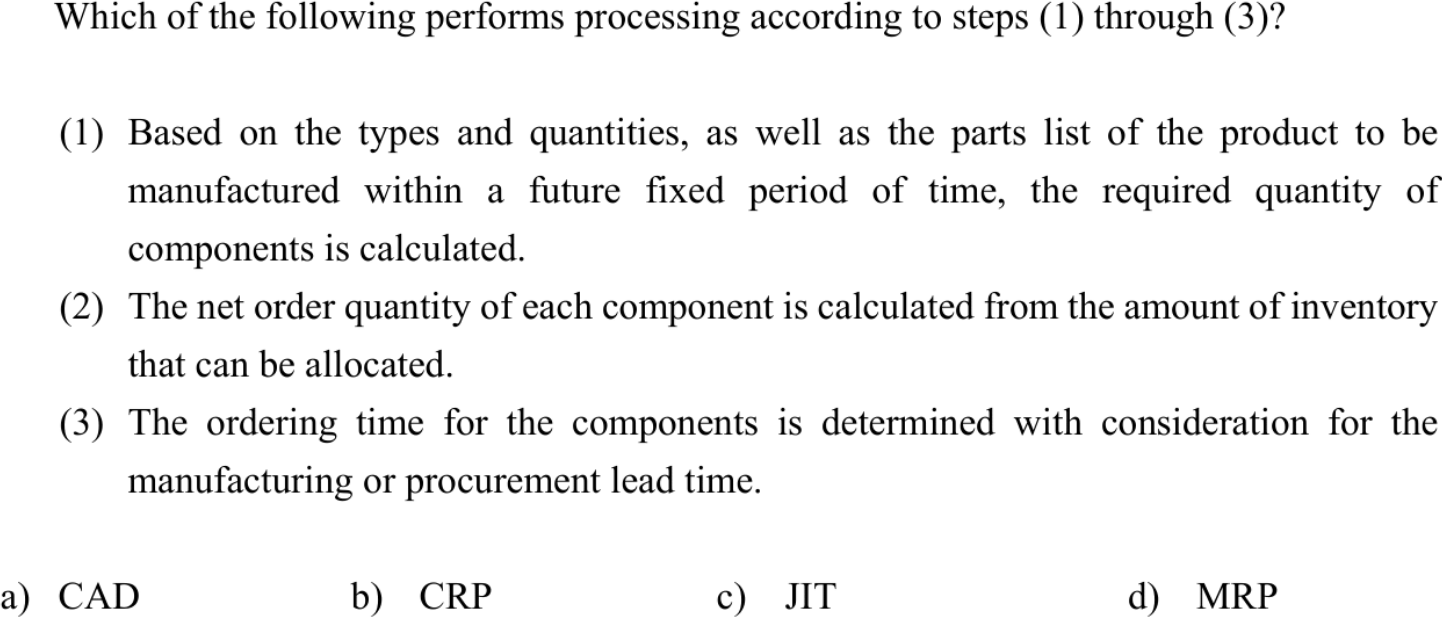 Which of the following performs processing according to steps (1) through (3)?
(1) Based on the types and quantities, as well as the parts list of the product to be
manufactured within a future fixed period of time, the required quantity of
components is calculated.
(2) The net order quantity of each component is calculated from the amount of inventory
that can be allocated.
(3) The ordering time for the components is determined with consideration for the
manufacturing or procurement lead time.
a) CAD b) CRP c) JIT d) MRP